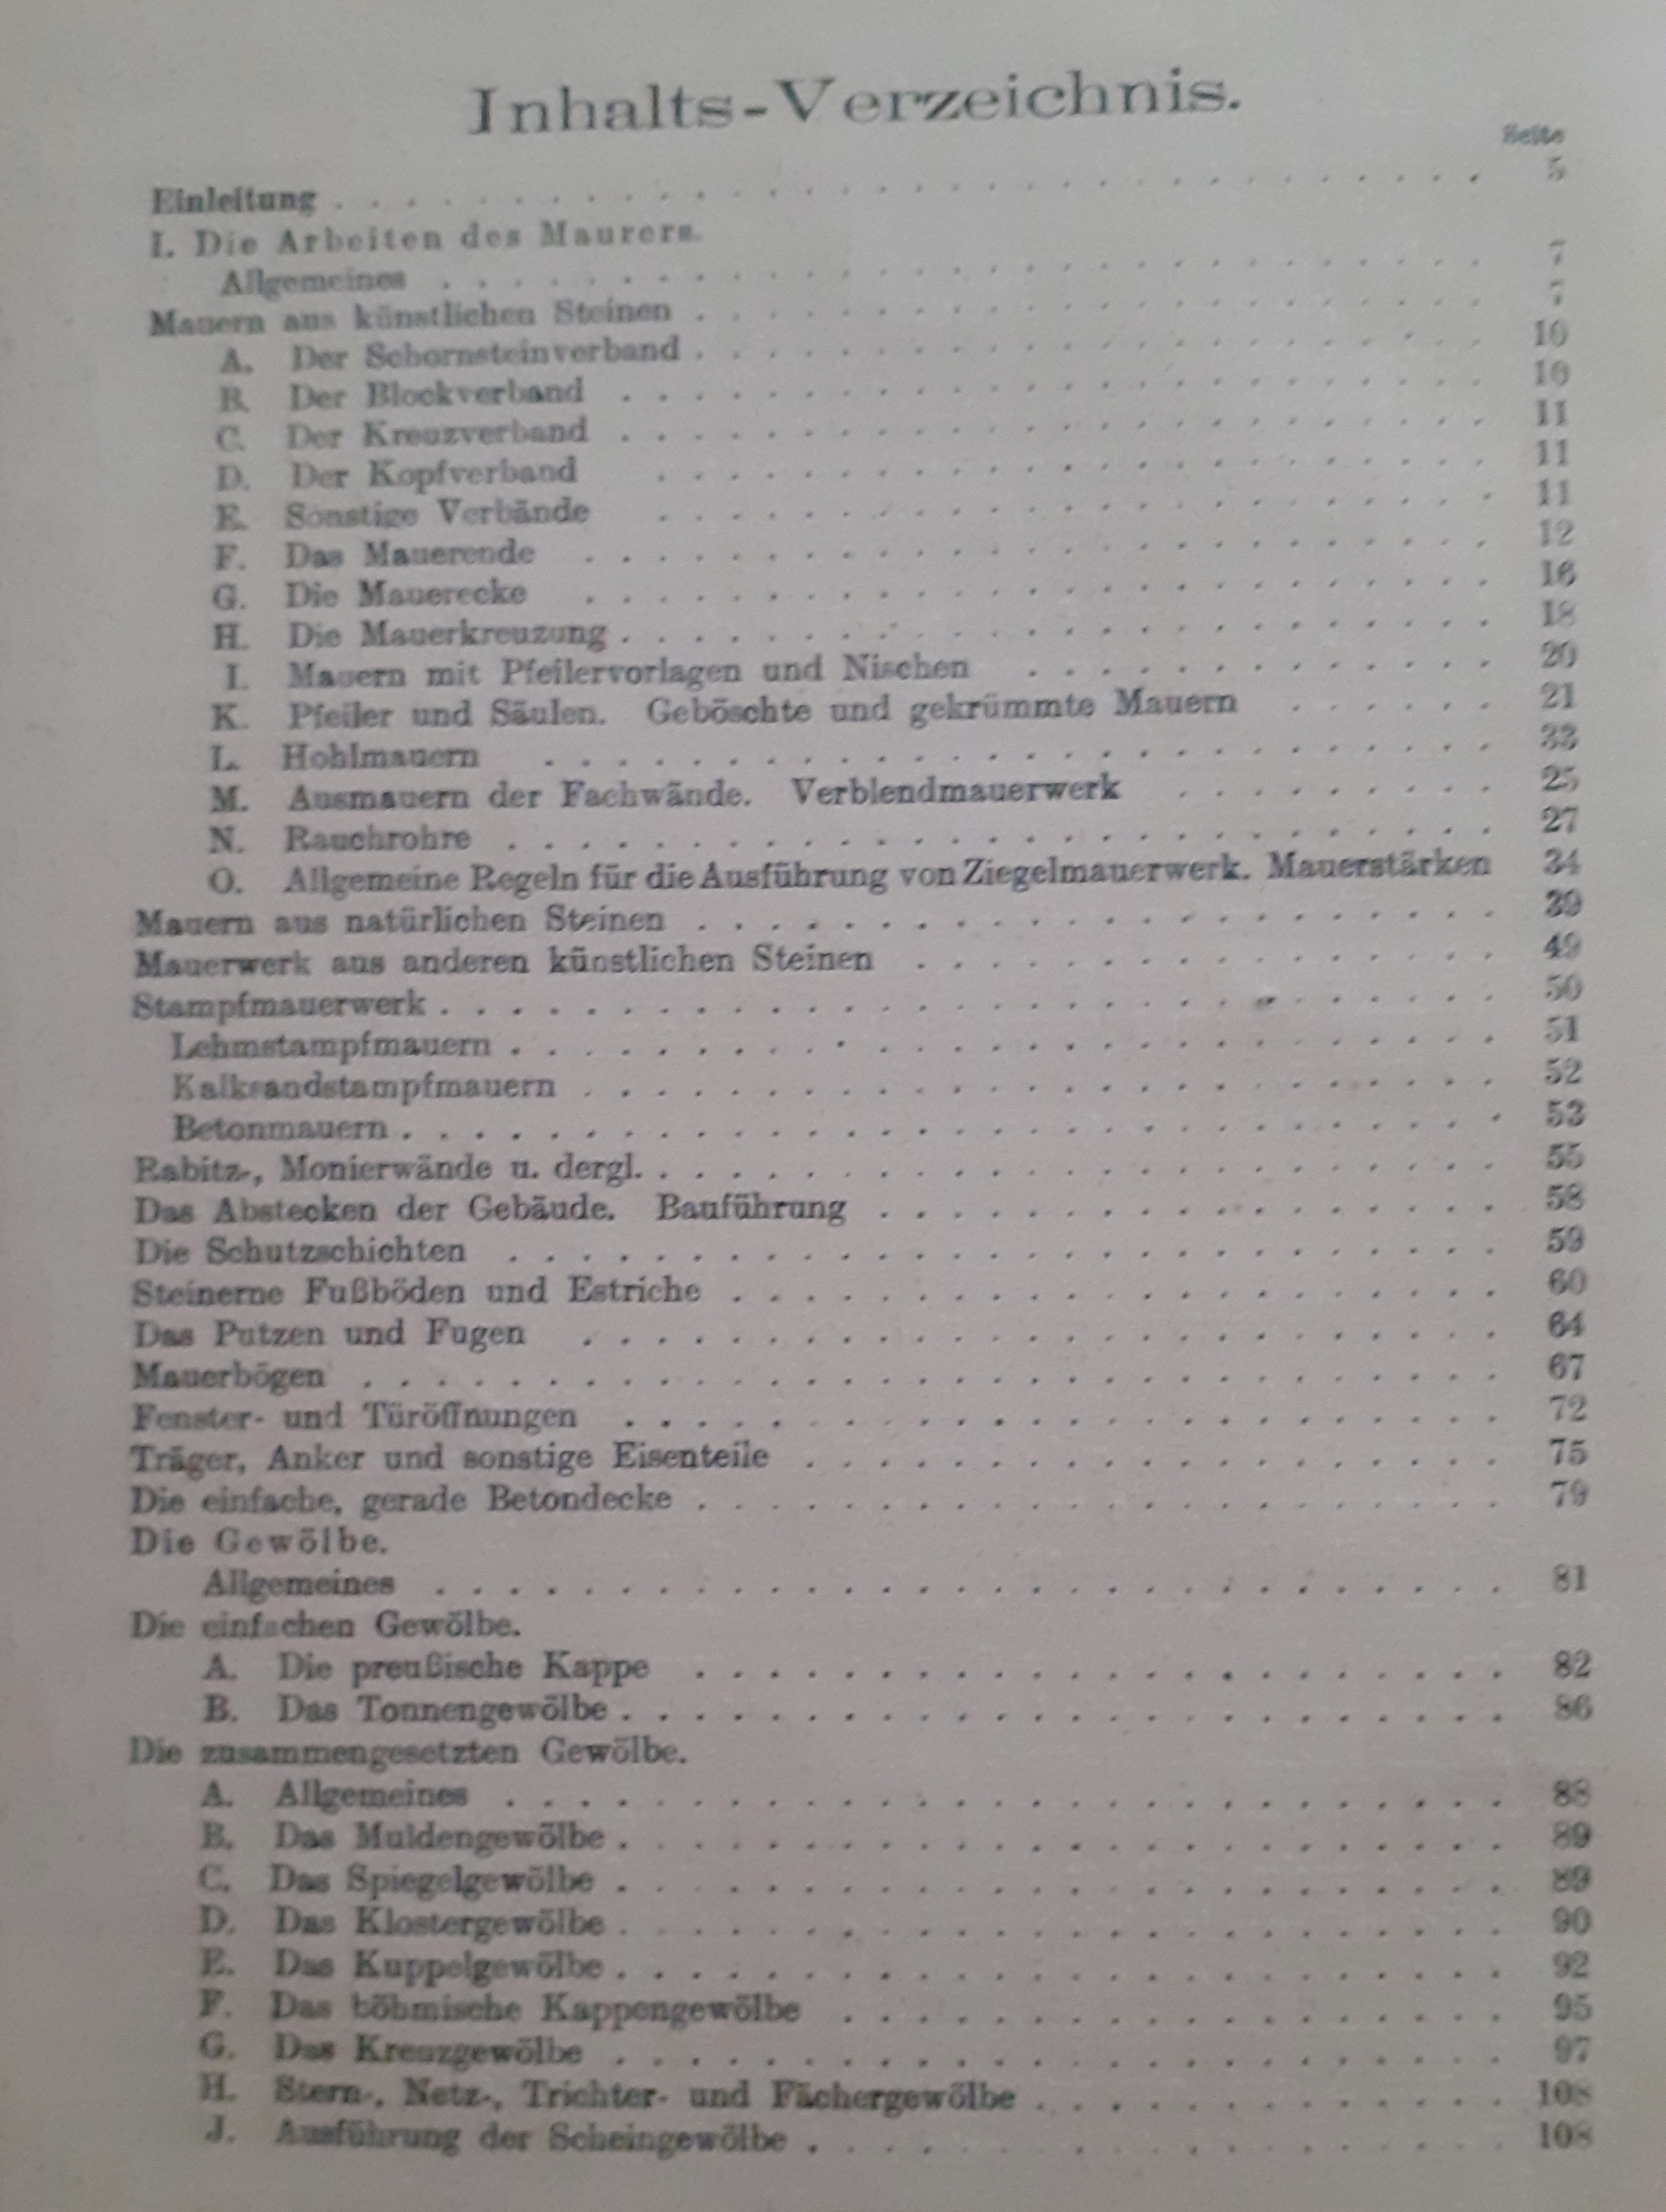 Inhalts-Verzeichnis.
Seite
Einleitung . . . . . . . . . . 5
I. Die Arbeiten des Maurers.
Allgemeines . . . . . . . . . . 7
Mauern aus künstlichen Steinen . . . . . . . . . . 7
A. Der Schornsteinverband . . . . . . . . . . 10
B. Der Blockverband . . . . . . . . . . 10
C. Der Kreuzverband . . . . . . . . . . 11
D. Der Kopfverband . . . . . . . . . . 11
E. Sonstige Verbände . . . . . . . . . . 11
F. Das Mauerende . . . . . . . . . . 12
G. Die Mauerecke . . . . . . . . . . 16
H. Die Mauerkreuzung . . . . . . . . . . 18
I. Mauern mit Pfeilervorlagen und Nischen . . . . . . . . . . 20
K. Pfeiler und Säulen. Geböschte und gekrümmte Mauern . . . . . . 21
L. Hohlmauern . . . . . . . . . . 33
M. Ausmauern der Fachwände. Verblendmauerwerk . . . . . . . . . 25
N. Rauchrohre . . . . . . . . . . 27
O. Allgemeine Regeln für die Ausführung von Ziegelmauerwerk. Mauerstärken 34
Mauern aus natürlichen Steinen . . . . . . . . . . 39
Mauerwerk aus anderen künstlichen Steinen . . . . . . . . . . 49
Stampfmauerwerk . . . . . . . . . . 50
Lehmstampfmauern . . . . . . . . . . 51
Kalksandstampfmauern . . . . . . . . . . 52
Betonmauern . . . . . . . . . . 53
Rabitz-, Monierwände u. dergl. . . . . . . . . . . 55
Das Abstecken der Gebäude. Bauführung . . . . . . . . . . 58
Die Schutzschichten . . . . . . . . . . 59
Steinerne Fußböden und Estriche . . . . . . . . . . 60
Das Putzen und Fugen . . . . . . . . . . 64
Mauerbögen . . . . . . . . . . 67
Fenster- und Türöffnungen . . . . . . . . . . 72
Träger, Anker und sonstige Eisenteile . . . . . . . . . . 75
Die einfache, gerade Betondecke . . . . . . . . . . 79
Die Gewölbe.
Allgemeines . . . . . . . . . . 81
Die einfachen Gewölbe.
A. Die preußische Kappe . . . . . . . . . . 82
B. Das Tonnengewölbe . . . . . . . . . . 86
Die zusammengesetzten Gewölbe.
A. Allgemeines . . . . . . . . . . 88
B. Das Muldengewölbe . . . . . . . . . . 89
C. Das Spiegelgewölbe . . . . . . . . . . 89
D. Das Klostergewölbe . . . . . . . . . . 90
E. Das Kuppelgewölbe . . . . . . . . . . 92
F. Das böhmische Kappengewölbe . . . . . . . . . . 95
G. Das Kreuzgewölbe . . . . . . . . . . 97
H. Stern-, Netz-, Trichter- und Fächergewölbe . . . . . . . . . . 108
J. Ausführung der Scheingewölbe . . . . . . . . . . 108